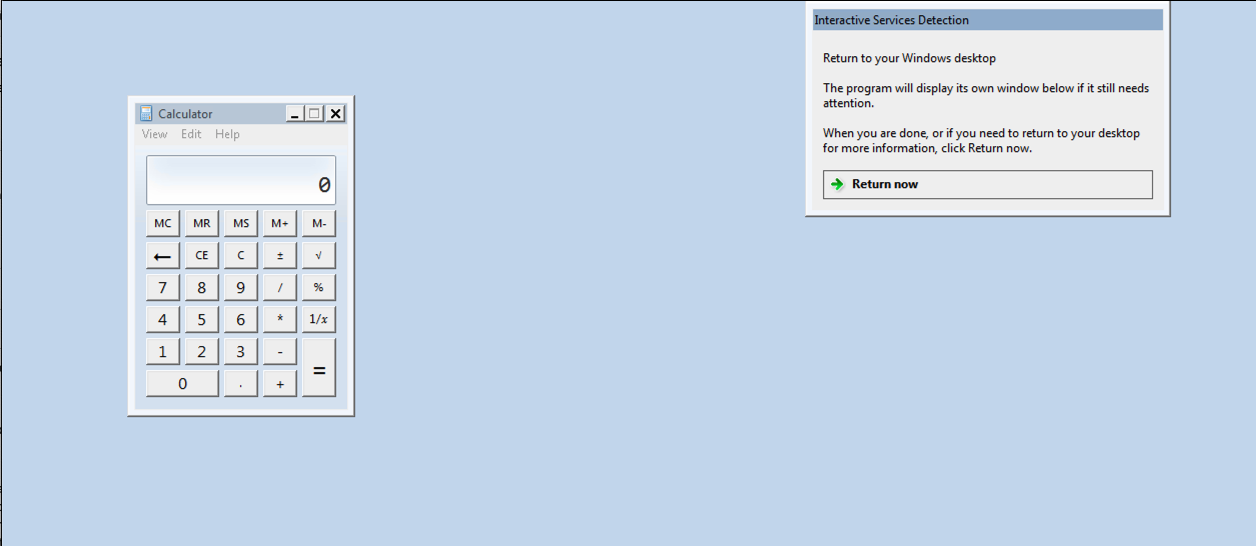 Interactive Services Detection
Return to your Windows desktop
The program will display its own window below if it still needs
attention.
When you are done, or if you need to return to your desktop
for more information, click Return now.
Return now
Calculator
View Edit Help
0
MC MR MS M+ M-
← CE C ± √
7 8 9 / %
4 5 6 * 1/x
1 2 3 -
=
0 . +